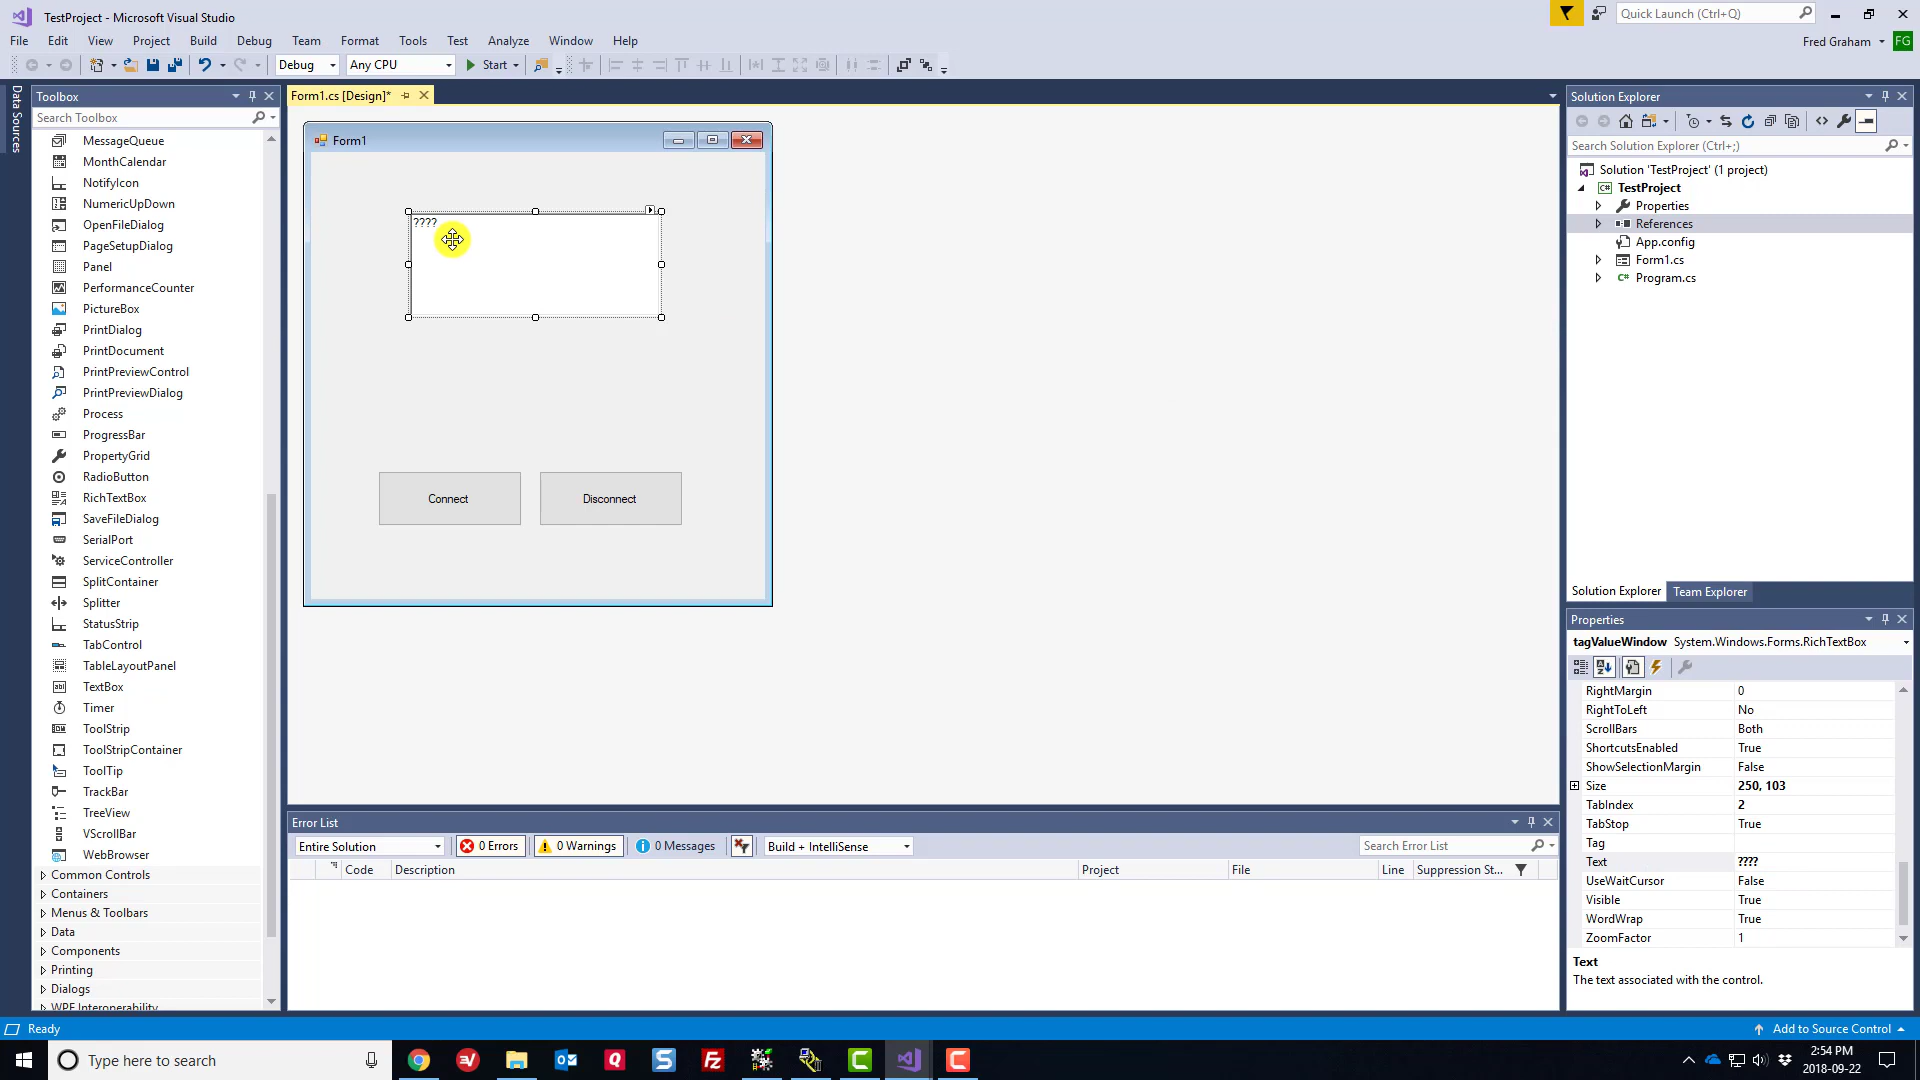 TestProject - Microsoft Visual Studio
Quick Launch (Ctrl+Q)
File Edit View Project Build Debug Team Format Tools Test Analyze Window Help
Fred Graham FG
Debug Any CPU Start
Data Sources
Toolbox
Search Toolbox
MessageQueue
MonthCalendar
NotifyIcon
NumericUpDown
OpenFileDialog
PageSetupDialog
Panel
PerformanceCounter
PictureBox
PrintDialog
PrintDocument
PrintPreviewControl
PrintPreviewDialog
Process
ProgressBar
PropertyGrid
RadioButton
RichTextBox
SaveFileDialog
SerialPort
ServiceController
SplitContainer
Splitter
StatusStrip
TabControl
TableLayoutPanel
TextBox
Timer
ToolStrip
ToolStripContainer
ToolTip
TrackBar
TreeView
VScrollBar
WebBrowser
Common Controls
Containers
Menus & Toolbars
Data
Components
Printing
Dialogs
WPF Interoperability
Form1.cs [Design]*
Form1
????
Connect
Disconnect
Error List
Entire Solution 0 Errors 0 Warnings 0 Messages Build + IntelliSense Search Error List
Code Description Project File Line Suppression St...
Solution Explorer
Search Solution Explorer (Ctrl+;)
Solution 'TestProject' (1 project)
TestProject
Properties
References
App.config
Form1.cs
Program.cs
Solution Explorer Team Explorer
Properties
tagValueWindow System.Windows.Forms.RichTextBox
RightMargin 0
RightToLeft No
ScrollBars Both
ShortcutsEnabled True
ShowSelectionMargin False
Size 250, 103
TabIndex 2
TabStop True
Tag
Text ????
UseWaitCursor False
Visible True
WordWrap True
ZoomFactor 1
Text
The text associated with the control.
Ready
Add to Source Control
Type here to search
2:54 PM
2018-09-22